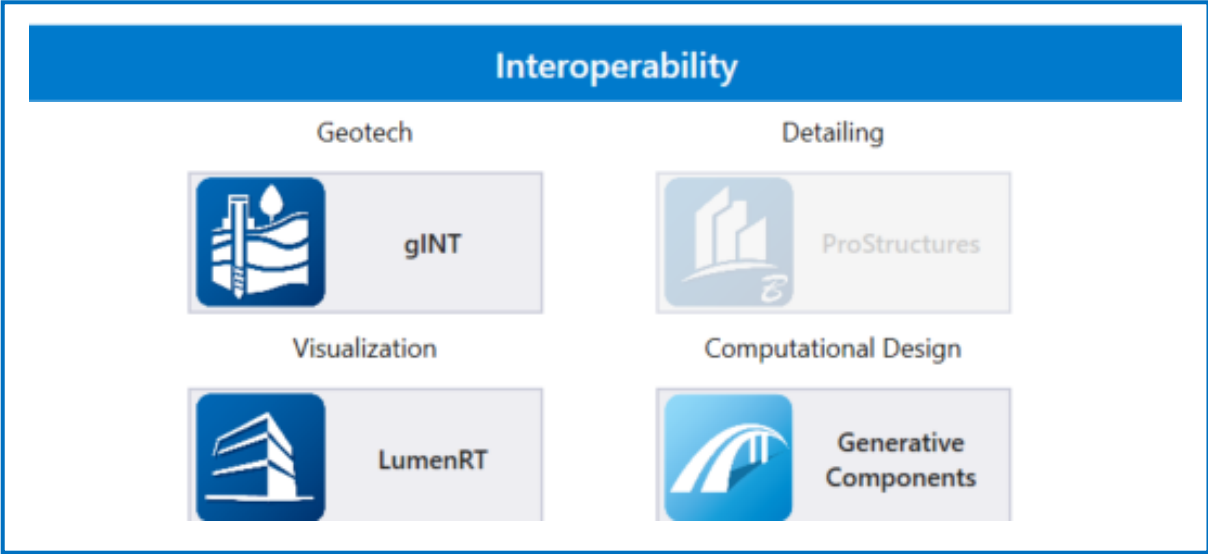 Interoperability
Geotech
Detailing
gINT
ProStructures
B
Visualization
Computational Design
LumenRT
Generative
Components